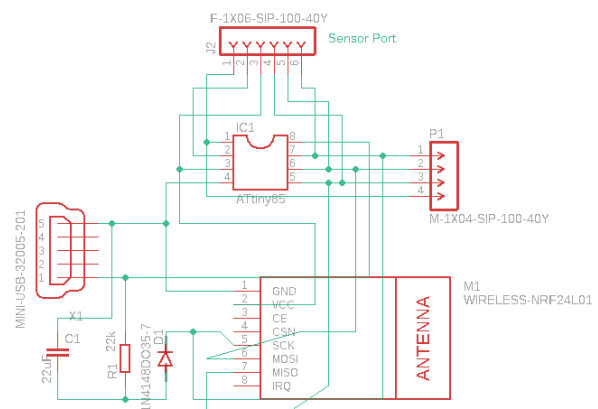 F-1X06-SIP-100-40Y
Sensor Port
J2
1 2 3 4 5 6
IC1
1 8
2 7
3 6
4 5
ATtiny85
P1
1
2
3
4
M-1X04-SIP-100-40Y
MINI-USB-32005-201
5
4
3
2
1
X1
C1
22uF
22k
R1
D1
1N4148DO35-7
M1
WIRELESS-NRF24L01
ANTENNA
1 GND
2 VCC
3 CE
4 CSN
5 SCK
6 MOSI
7 MISO
8 IRQ